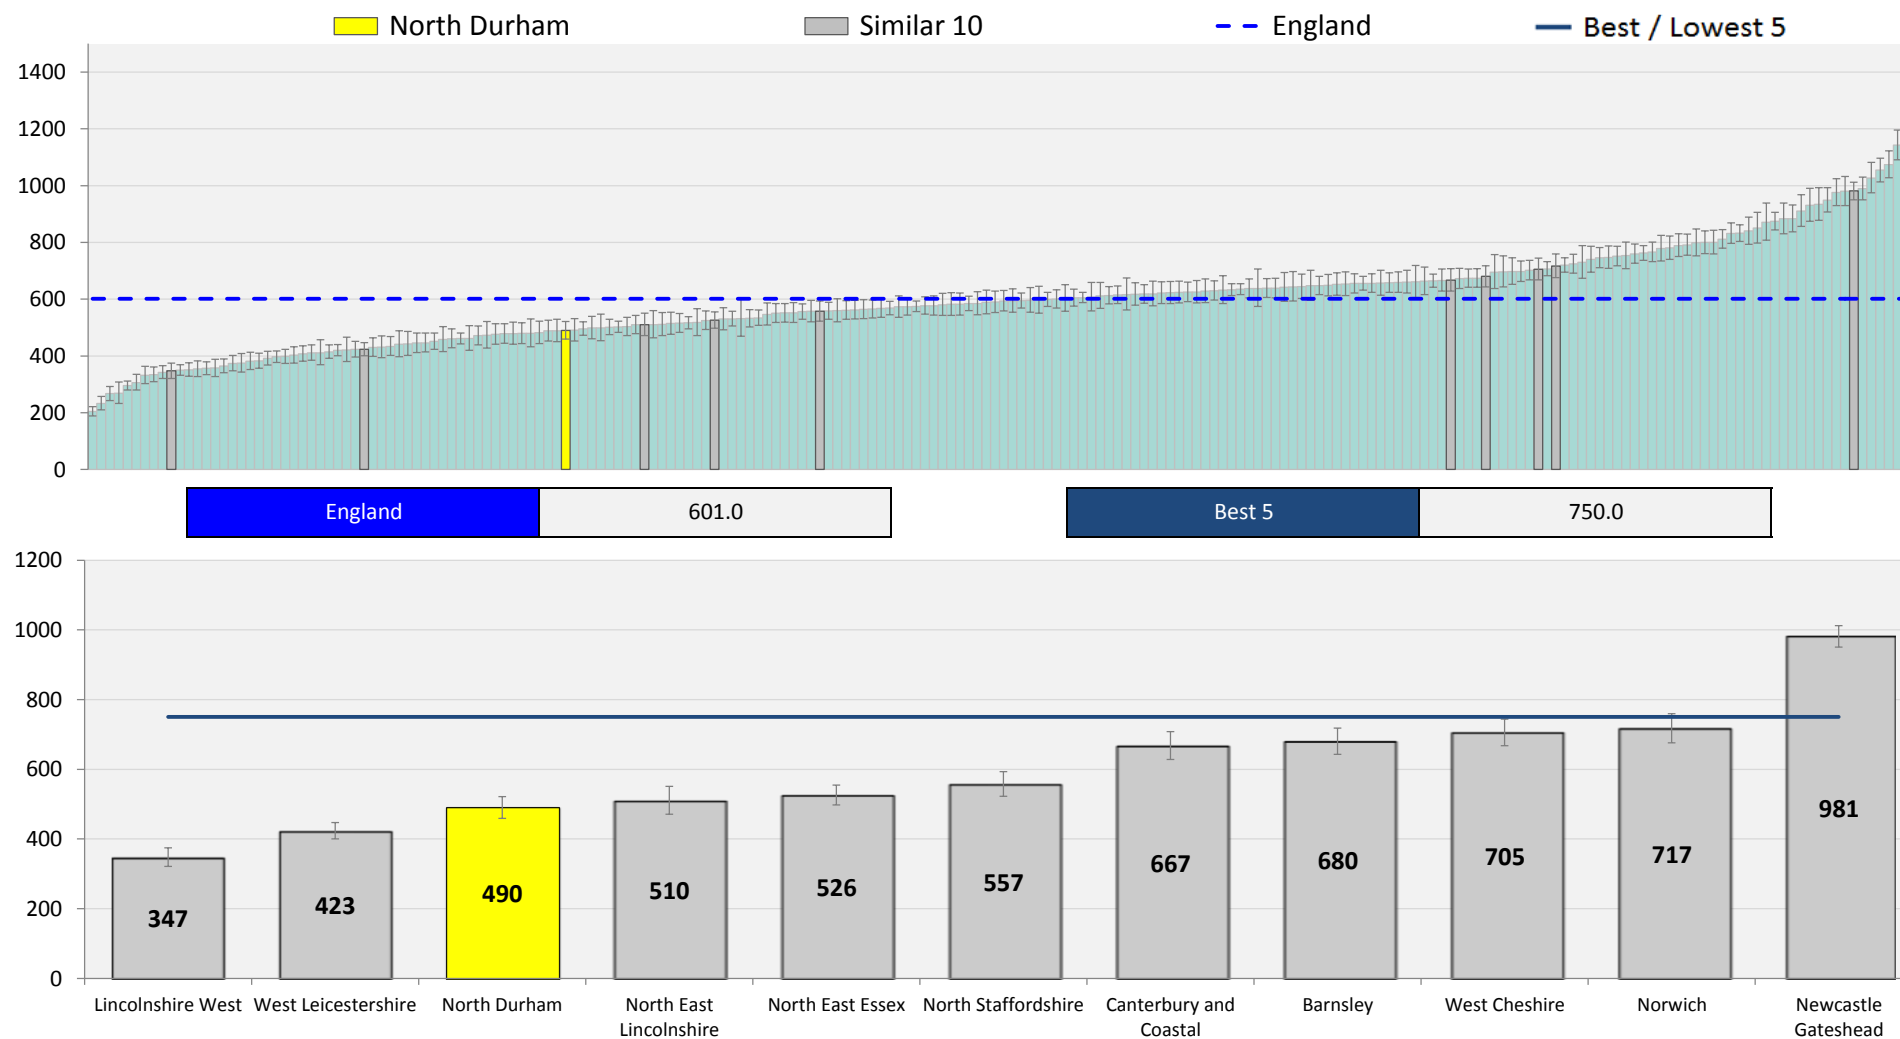 North Durham
Similar 10
England
Best / Lowest 5
1400
1200
1000
800
600
400
200
0
England
601.0
Best 5
750.0
1200
1000
800
600
400
200
0
347
423
490
510
526
557
667
680
705
717
981
Lincolnshire West
West Leicestershire
North Durham
North East
Lincolnshire
North East Essex
North Staffordshire
Canterbury and
Coastal
Barnsley
West Cheshire
Norwich
Newcastle
Gateshead